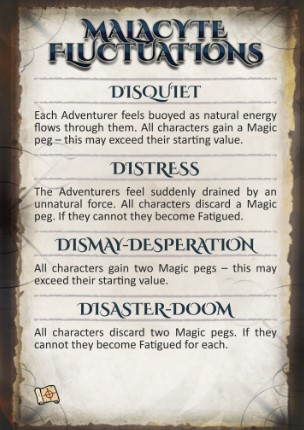 MALACYTE
FLUCTUATIONS
DISQUIET
Each Adventurer feels buoyed as natural energy
flows through them. All characters gain a Magic
peg – this may exceed their starting value.
DISTRESS
The Adventurers feel suddenly drained by an
unnatural force. All characters discard a Magic
peg. If they cannot they become Fatigued.
DISMAY-DESPERATION
All characters gain two Magic pegs – this may
exceed their starting value.
DISASTER-DOOM
All characters discard two Magic pegs. If they
cannot they become Fatigued for each.